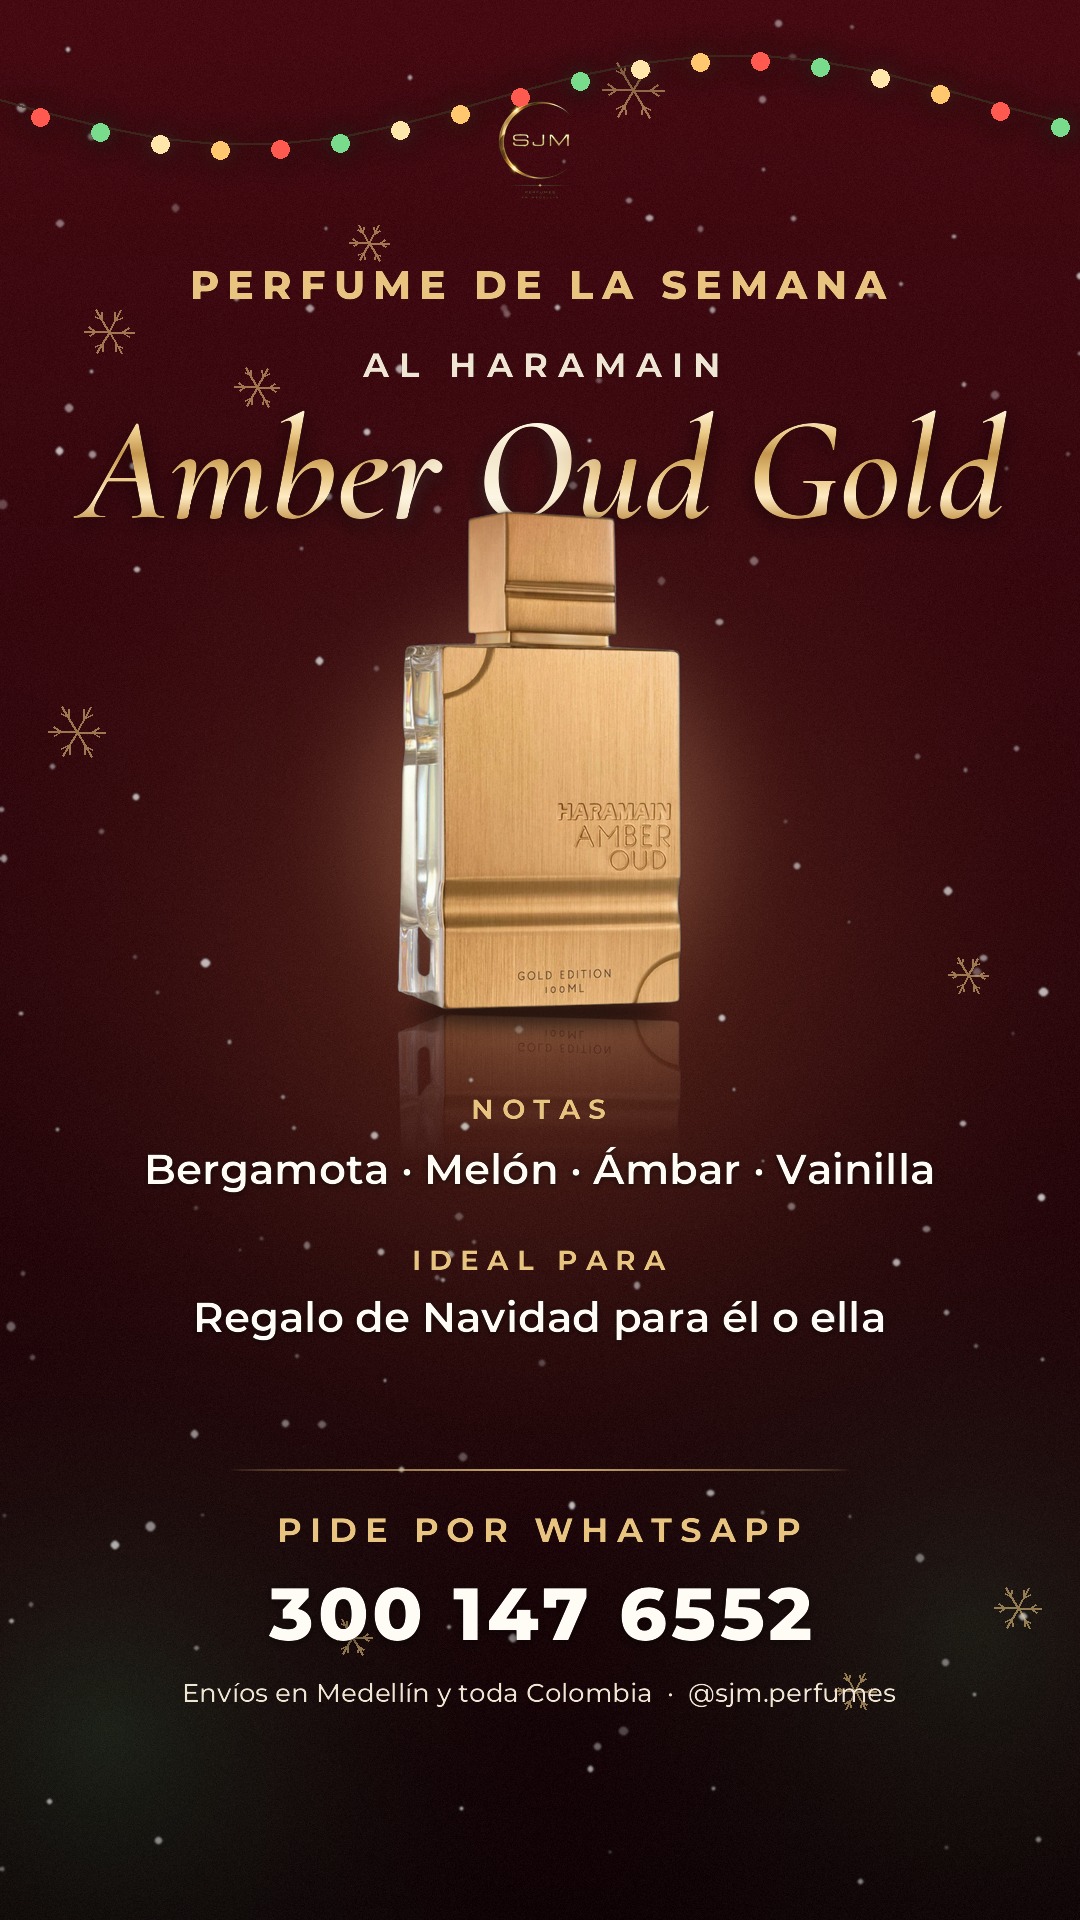 SJM
PERFUME DE LA SEMANA
AL HARAMAIN
Amber Oud Gold
HARAMAIN
AMBER
OUD
GOLD EDITION
100ML
NOTAS
Bergamota · Melón · Ámbar · Vainilla
IDEAL PARA
Regalo de Navidad para él o ella
PIDE POR WHATSAPP
300 147 6552
Envíos en Medellín y toda Colombia · @sjm.perfumes